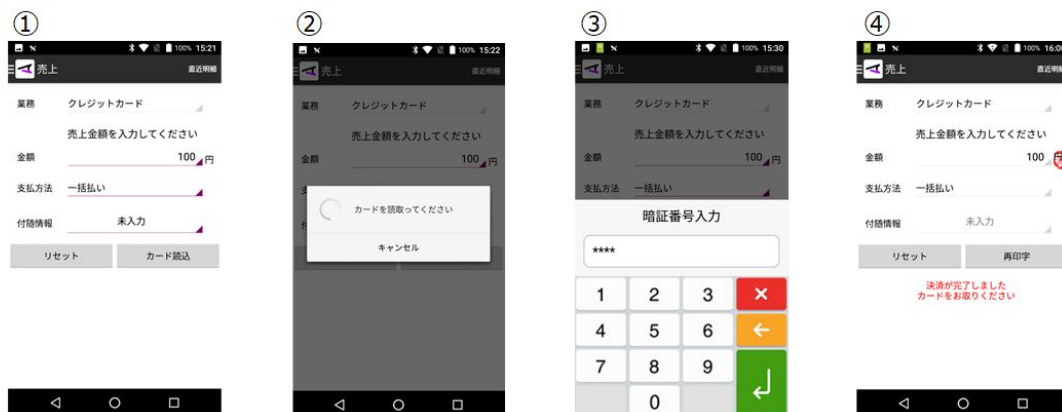 ①
100% 15:21
売上 直近明細
業務 クレジットカード
売上金額を入力してください
金額 100 円
支払方法 一括払い
付随情報 未入力
リセット カード読込
②
100% 15:22
売上 直近明細
業務 クレジットカード
売上金額を入力してください
金額 100 円
カードを読取ってください
キャンセル
③
100% 15:30
売上 直近明細
業務 クレジットカード
売上金額を入力してください
金額 100 円
支払方法 一括払い
暗証番号入力
****
1 2 3
4 5 6
7 8 9
0
④
100%
売上 直近明細
業務 クレジットカード
売上金額を入力してください
金額 100 円
支払方法 一括払い
付随情報 未入力
リセット 再印字
決済が完了しました
カードをお取りください